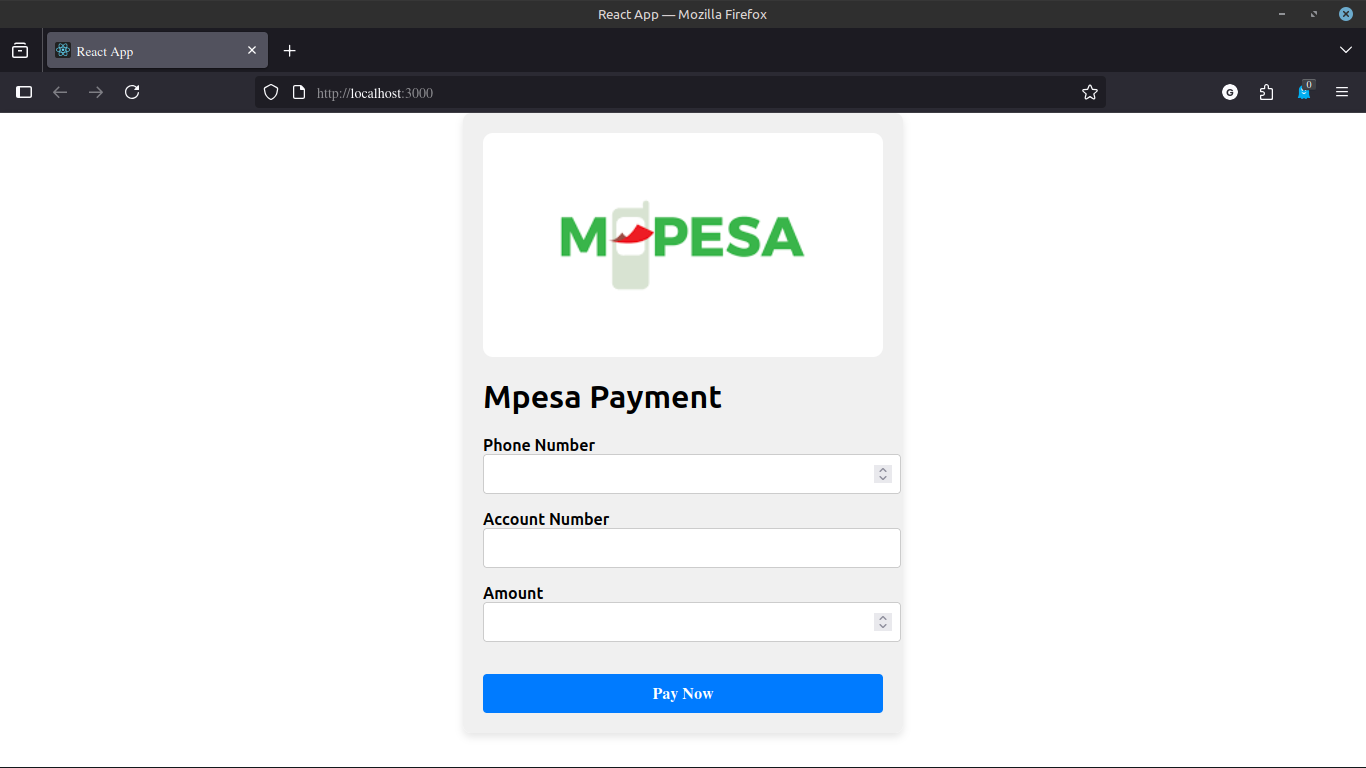 React App — Mozilla Firefox
React App
http://localhost:3000
G
0
M PESA
Mpesa Payment
Phone Number
Account Number
Amount
Pay Now